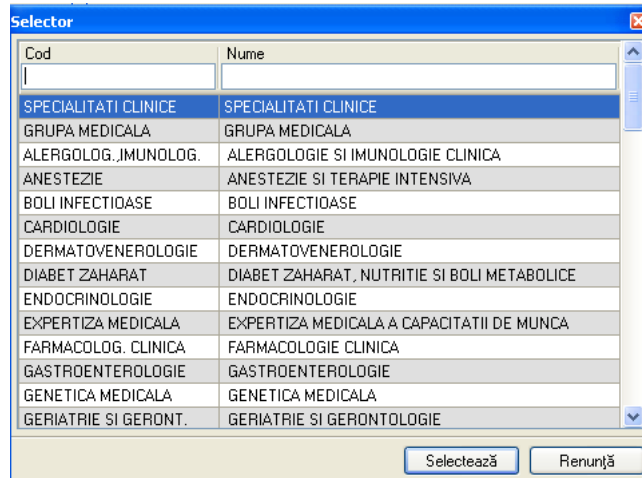 Selector
Cod Nume
SPECIALITATI CLINICE SPECIALITATI CLINICE
GRUPA MEDICALA GRUPA MEDICALA
ALERGOLOG.,IMUNOLOG. ALERGOLOGIE SI IMUNOLOGIE CLINICA
ANESTEZIE ANESTEZIE SI TERAPIE INTENSIVA
BOLI INFECTIOASE BOLI INFECTIOASE
CARDIOLOGIE CARDIOLOGIE
DERMATOVENEROLOGIE DERMATOVENEROLOGIE
DIABET ZAHARAT DIABET ZAHARAT, NUTRITIE SI BOLI METABOLICE
ENDOCRINOLOGIE ENDOCRINOLOGIE
EXPERTIZA MEDICALA EXPERTIZA MEDICALA A CAPACITATII DE MUNCA
FARMACOLOG. CLINICA FARMACOLOGIE CLINICA
GASTROENTEROLOGIE GASTROENTEROLOGIE
GENETICA MEDICALA GENETICA MEDICALA
GERIATRIE SI GERONT. GERIATRIE SI GERONTOLOGIE
Selectează Renunţă